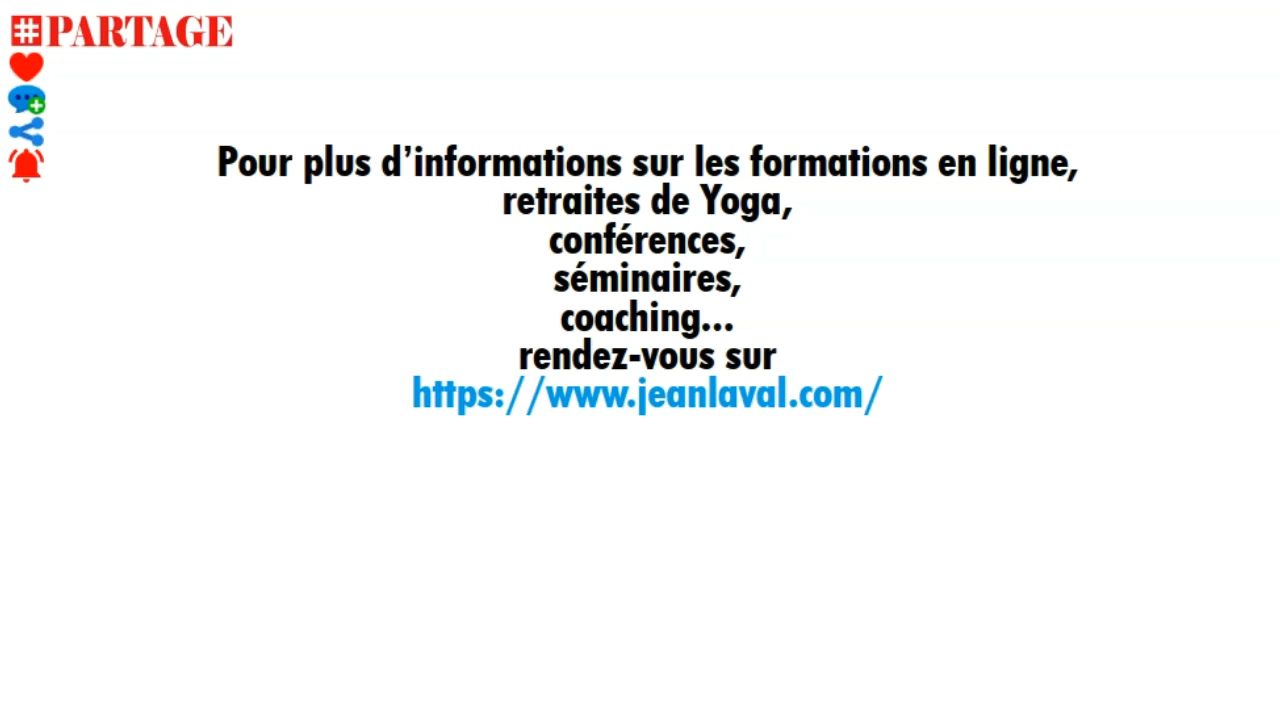 #PARTAGE
Pour plus d’informations sur les formations en ligne,
retraites de Yoga,
conférences,
séminaires,
coaching...
rendez-vous sur
https://www.jeanlaval.com/